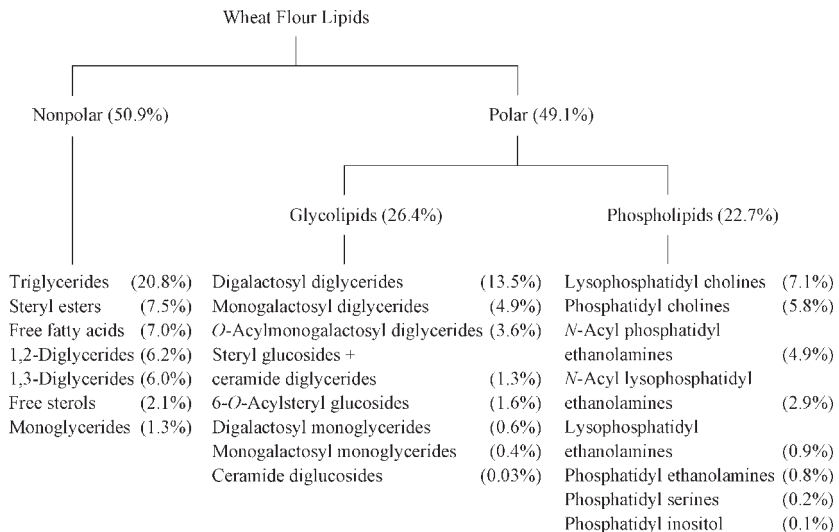 Wheat Flour Lipids
Nonpolar (50.9%)
Polar (49.1%)
Glycolipids (26.4%)
Phospholipids (22.7%)
Triglycerides (20.8%)
Steryl esters (7.5%)
Free fatty acids (7.0%)
1,2-Diglycerides (6.2%)
1,3-Diglycerides (6.0%)
Free sterols (2.1%)
Monoglycerides (1.3%)
Digalactosyl diglycerides (13.5%)
Monogalactosyl diglycerides (4.9%)
O-Acylmonogalactosyl diglycerides (3.6%)
Steryl glucosides +
ceramide diglycerides (1.3%)
6-O-Acylsteryl glucosides (1.6%)
Digalactosyl monoglycerides (0.6%)
Monogalactosyl monoglycerides (0.4%)
Ceramide diglucosides (0.03%)
Lysophosphatidyl cholines (7.1%)
Phosphatidyl cholines (5.8%)
N-Acyl phosphatidyl
ethanolamines (4.9%)
N-Acyl lysophosphatidyl
ethanolamines (2.9%)
Lysophosphatidyl
ethanolamines (0.9%)
Phosphatidyl ethanolamines (0.8%)
Phosphatidyl serines (0.2%)
Phosphatidyl inositol (0.1%)